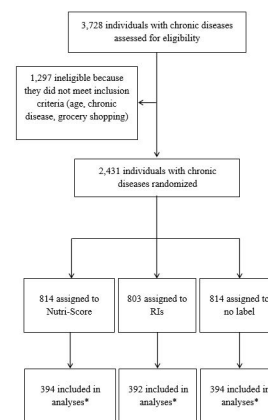 3,728 individuals with chronic diseases
assessed for eligibility
1,297 ineligible because
they did not meet inclusion
criteria (age, chronic
disease, grocery shopping)
2,431 individuals with chronic
diseases randomized
814 assigned to
Nutri-Score
803 assigned to
RIs
814 assigned to
no label
394 included in
analyses*
392 included in
analyses*
394 included in
analyses*